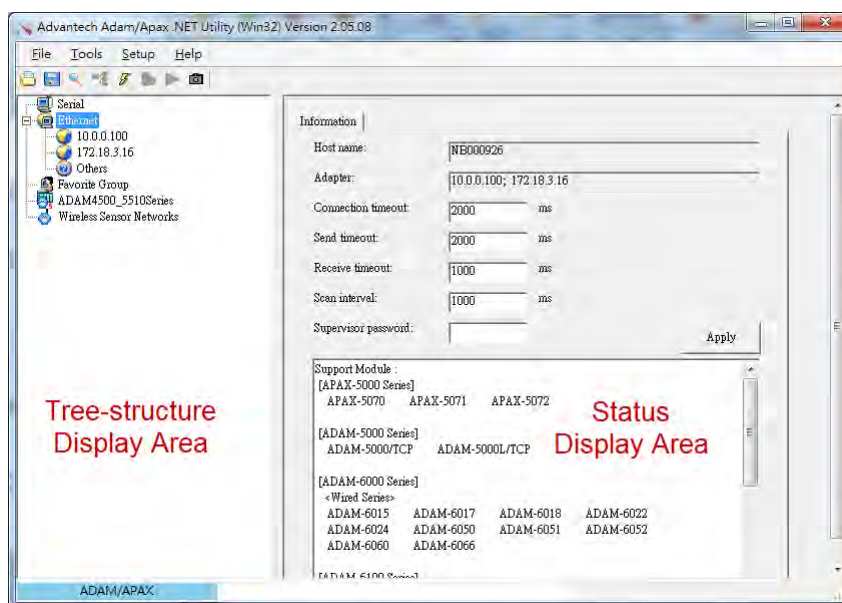 Advantech Adam/Apax .NET Utility (Win32) Version 2.05.08
File Tools Setup Help
Serial
Ethernet
10.0.0.100
172.18.3.16
Others
Favorite Group
ADAM4500_5510Series
Wireless Sensor Networks
Tree-structure
Display Area
Information
Host name: NB000926
Adapter: 10.0.0.100; 172.18.3.16
Connection timeout: 2000 ms
Send timeout: 2000 ms
Receive timeout: 1000 ms
Scan interval: 1000 ms
Supervisor password:
Apply
Support Module :
[APAX-5000 Series]
APAX-5070 APAX-5071 APAX-5072
[ADAM-5000 Series]
ADAM-5000/TCP ADAM-5000L/TCP
[ADAM-6000 Series]
<Wired Series>
ADAM-6015 ADAM-6017 ADAM-6018 ADAM-6022
ADAM-6024 ADAM-6050 ADAM-6051 ADAM-6052
ADAM-6060 ADAM-6066
[ADAM-6100 Series]
Status
Display Area
ADAM/APAX